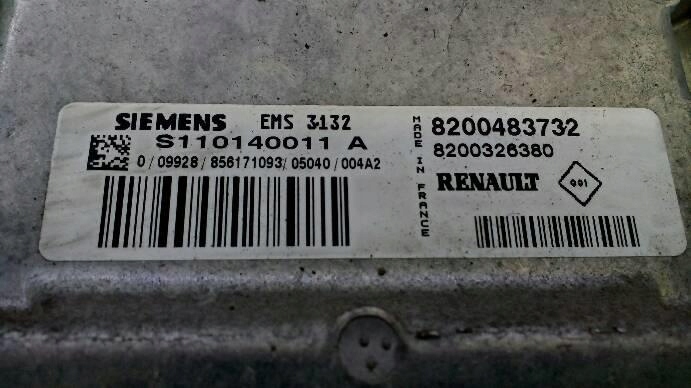 SIEMENS EMS 3132
S110140011 A
0 / 09928 / 856171093 / 05040 / 004A2
MADE IN FRANCE
8200483732
8200326380
RENAULT 001